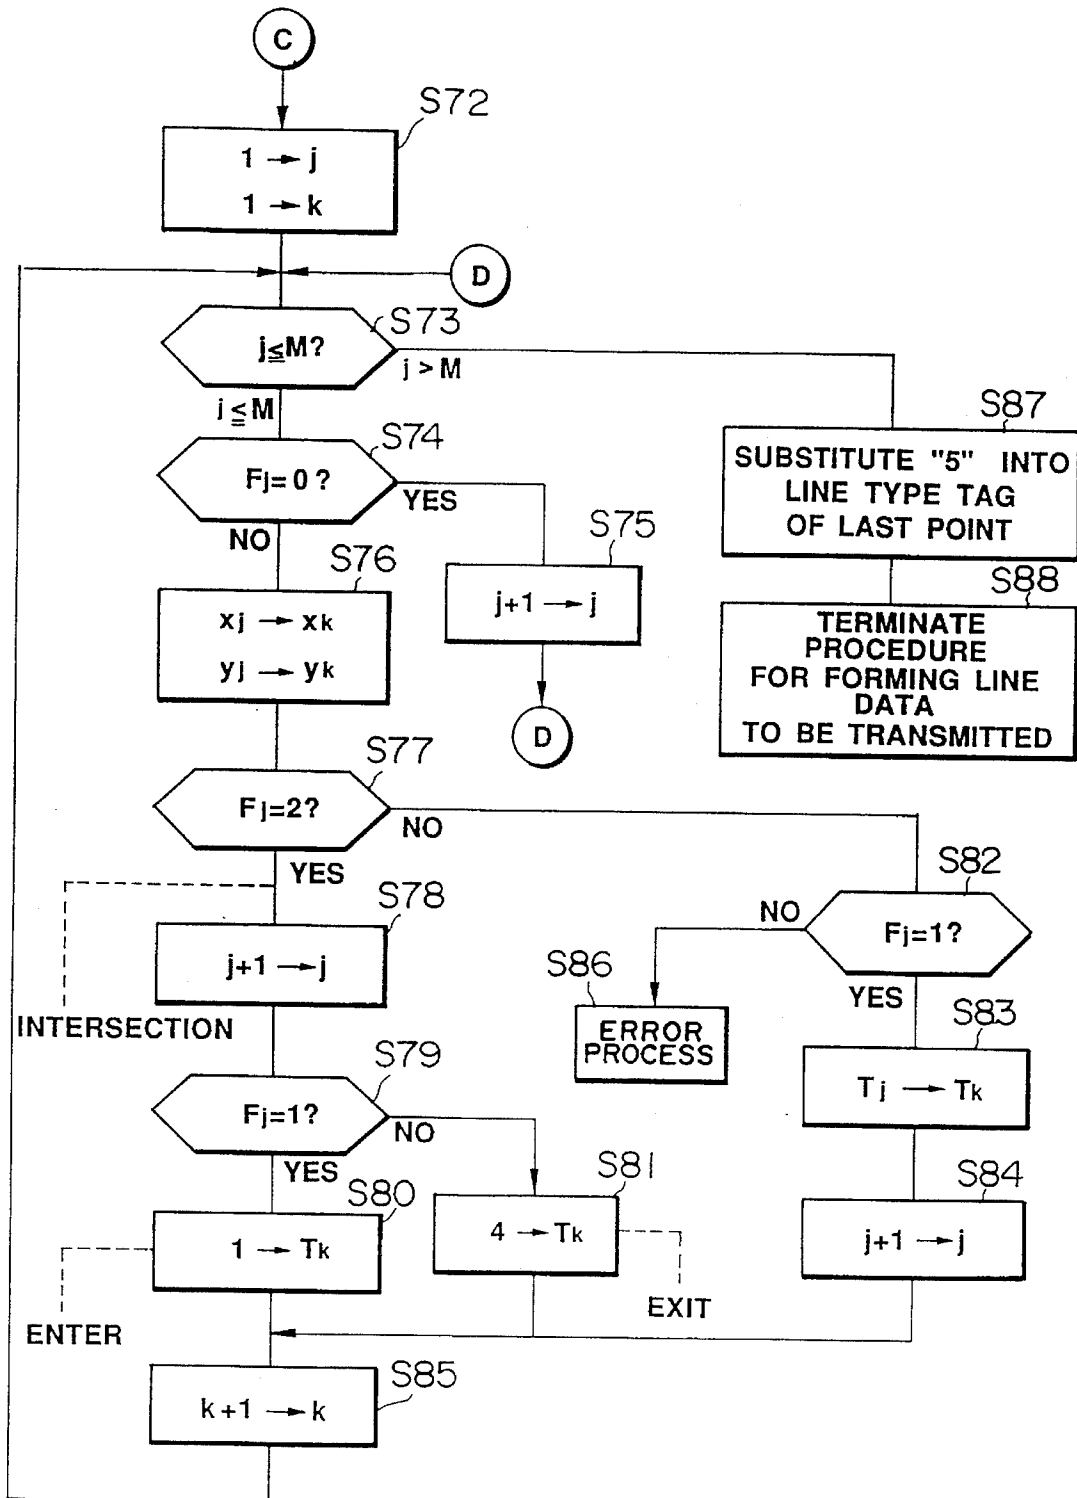 C
S72
1 → j
1 → k
D
S73
j≦M?
j > M
j ≦ M
S74
Fj= 0 ?
YES
NO
S75
j+1 → j
D
S76
xj → xk
yj → yk
S87
SUBSTITUTE "5" INTO
LINE TYPE TAG
OF LAST POINT
S88
TERMINATE
PROCEDURE
FOR FORMING LINE
DATA
TO BE TRANSMITTED
S77
Fj=2?
NO
YES
S78
j+1 → j
INTERSECTION
S82
Fj=1?
NO
YES
S86
ERROR
PROCESS
S83
Tj → Tk
S79
Fj=1?
NO
YES
S80
1 → Tk
ENTER
S81
4 → Tk
EXIT
S84
j+1 → j
S85
k+1 → k